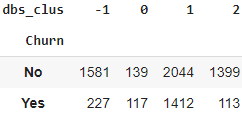 dbs_clus -1 0 1 2
Churn
No 1581 139 2044 1399
Yes 227 117 1412 113